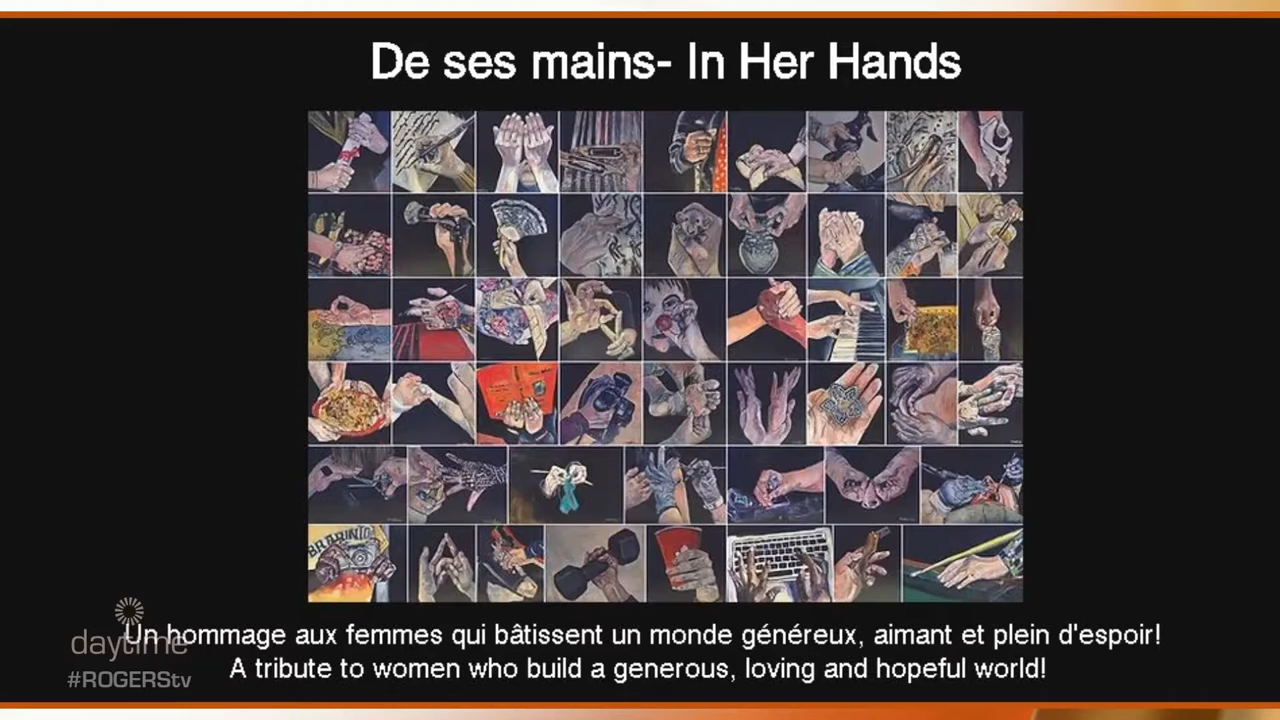 De ses mains- In Her Hands
BRABANT
Un hommage aux femmes qui bâtissent un monde généreux, aimant et plein d'espoir!
daytime
A tribute to women who build a generous, loving and hopeful world!
#ROGERStv